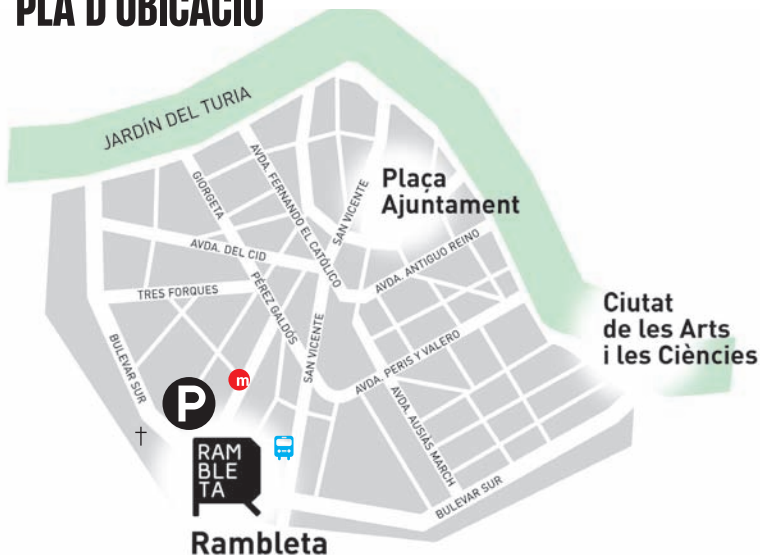 PLA D'UBICACIÓ
JARDÍN DEL TURIA
GIORGETA
AVDA. FERNANDO EL CATÓLICO
SAN VICENTE
Plaça
Ajuntament
AVDA. DEL CID
AVDA. ANTIGUO REINO
TRES FORQUES
PÉREZ GALDÓS
Ciutat
de les Arts
i les Ciències
BULEVAR SUR
SAN VICENTE
AVDA. PERIS Y VALERO
m
P
AVDA. AUSIÀS MARCH
RAM
BLE
TA
BULEVAR SUR
Rambleta